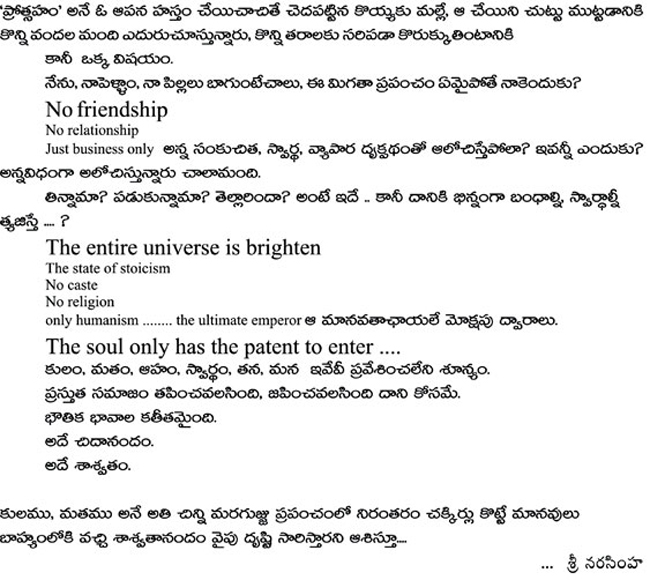 'ప్రోత్సహం' అనే ఓ ఆపన హస్తం చేయిచాచితే చెదపట్టిన కొయ్యకు మల్లే, ఆ చేయిని చుట్టు ముట్టడానికి
కొన్ని వందల మంది ఎదురుచూస్తున్నారు, కొన్ని తరాలకు సరిపడా కొరుక్కుతింటానికి
కానీ ఒక్క విషయం.
నేను, నాపెళ్ళాం, నా పిల్లలు బాగుంటేచాలు, ఈ మిగతా ప్రపంచం ఏమైపోతే నాకెందుకు?
No friendship
No relationship
Just business only అన్న సంకుచిత, స్వార్థ, వ్యాపార దృక్పథంతో ఆలోచిస్తేపోలా? ఇవన్నీ ఎందుకు?
అన్నవిధంగా అలోచిస్తున్నారు చాలామంది.
తిన్నామా? పడుకున్నామా? తెల్లారిందా? అంటే ఇదే .. కానీ దానికి భిన్నంగా బంధాల్ని, స్వార్థాల్నీ
త్యజిస్తే .... ?
The entire universe is brighten
The state of stoicism
No caste
No religion
only humanism ........ the ultimate emperor ఆ మానవతాఛాయలే మోక్షపు ద్వారాలు.
The soul only has the patent to enter ....
కులం, మతం, ఆహం, స్వార్థం, తన, మన ఇవేవీ ప్రవేశించలేని శూన్యం.
ప్రస్తుత సమాజం తపించవలసింది, జపించవలసింది దాని కోసమే.
భౌతిక భావాల కతీతమైంది.
అదే చిదానందం.
అదే శాశ్వతం.
కులము, మతము అనే అతి చిన్ని మరగుజ్జు ప్రపంచంలో నిరంతరం చక్కిర్లు కొట్టే మానవులు
బాహ్యంలోకి వచ్చి శాశ్వతానందం వైపు దృష్టి సారిస్తారని ఆశిస్తూ....
... శ్రీ నరసింహ